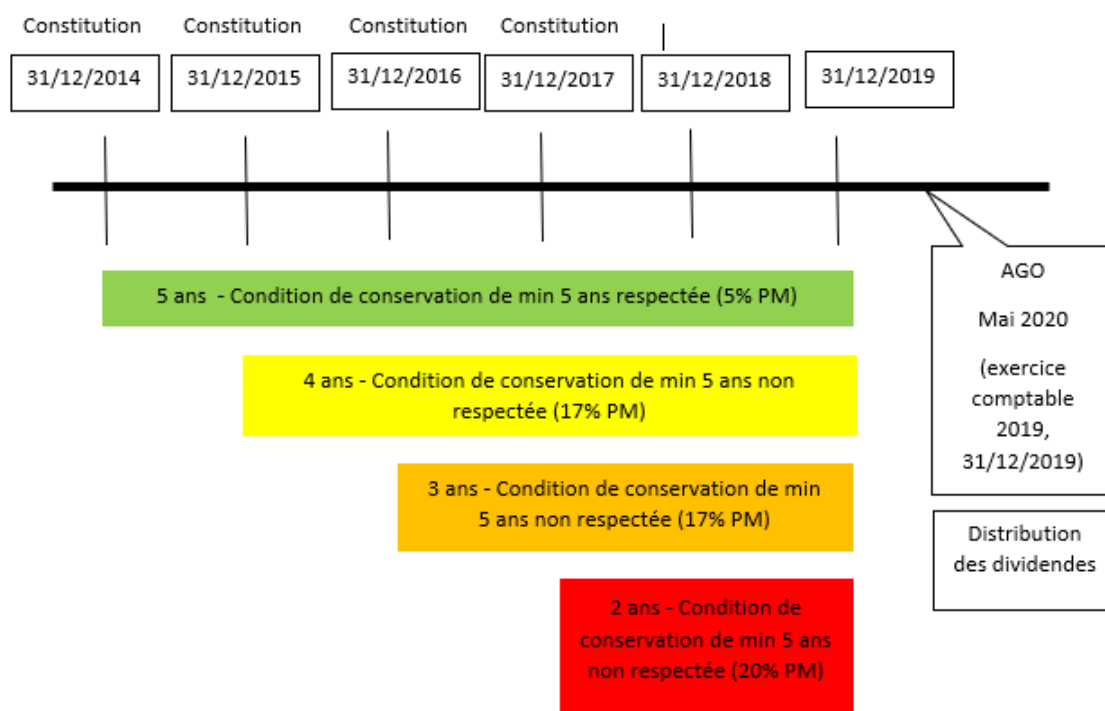 Constitution
Constitution
Constitution
Constitution
31/12/2014
31/12/2015
31/12/2016
31/12/2017
31/12/2018
31/12/2019
5 ans - Condition de conservation de min 5 ans respectée (5% PM)
4 ans - Condition de conservation de min 5 ans non
respectée (17% PM)
3 ans - Condition de conservation de min
5 ans non respectée (17% PM)
2 ans - Condition de
conservation de min 5 ans
non respectée (20% PM)
AGO
Mai 2020
(exercice
comptable
2019,
31/12/2019)
Distribution
des dividendes